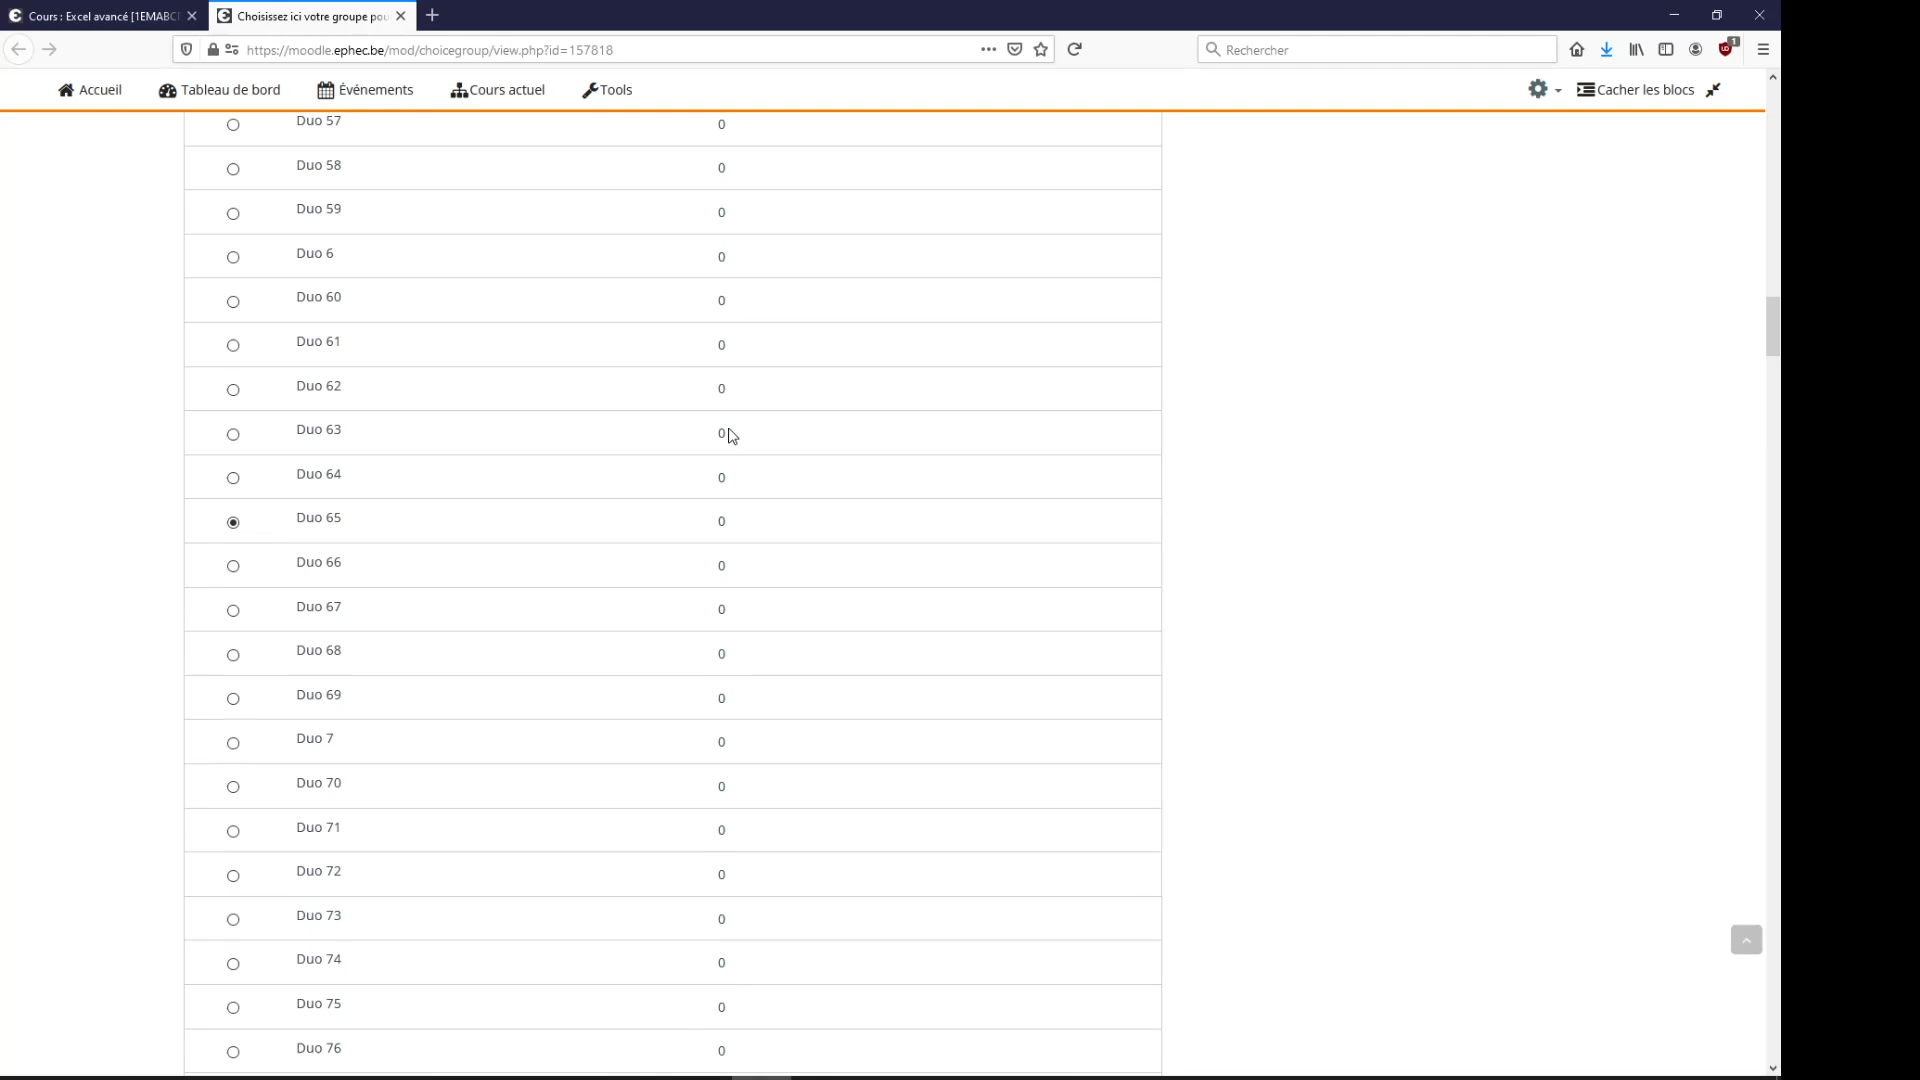 Cours : Excel avancé [1EMABC
Choisissez ici votre groupe pou
https://moodle.ephec.be/mod/choicegroup/view.php?id=157818
Rechercher
1
Accueil
Tableau de bord
Événements
Cours actuel
Tools
Cacher les blocs
Duo 57 0
Duo 58 0
Duo 59 0
Duo 6 0
Duo 60 0
Duo 61 0
Duo 62 0
Duo 63 0
Duo 64 0
Duo 65 0
Duo 66 0
Duo 67 0
Duo 68 0
Duo 69 0
Duo 7 0
Duo 70 0
Duo 71 0
Duo 72 0
Duo 73 0
Duo 74 0
Duo 75 0
Duo 76 0